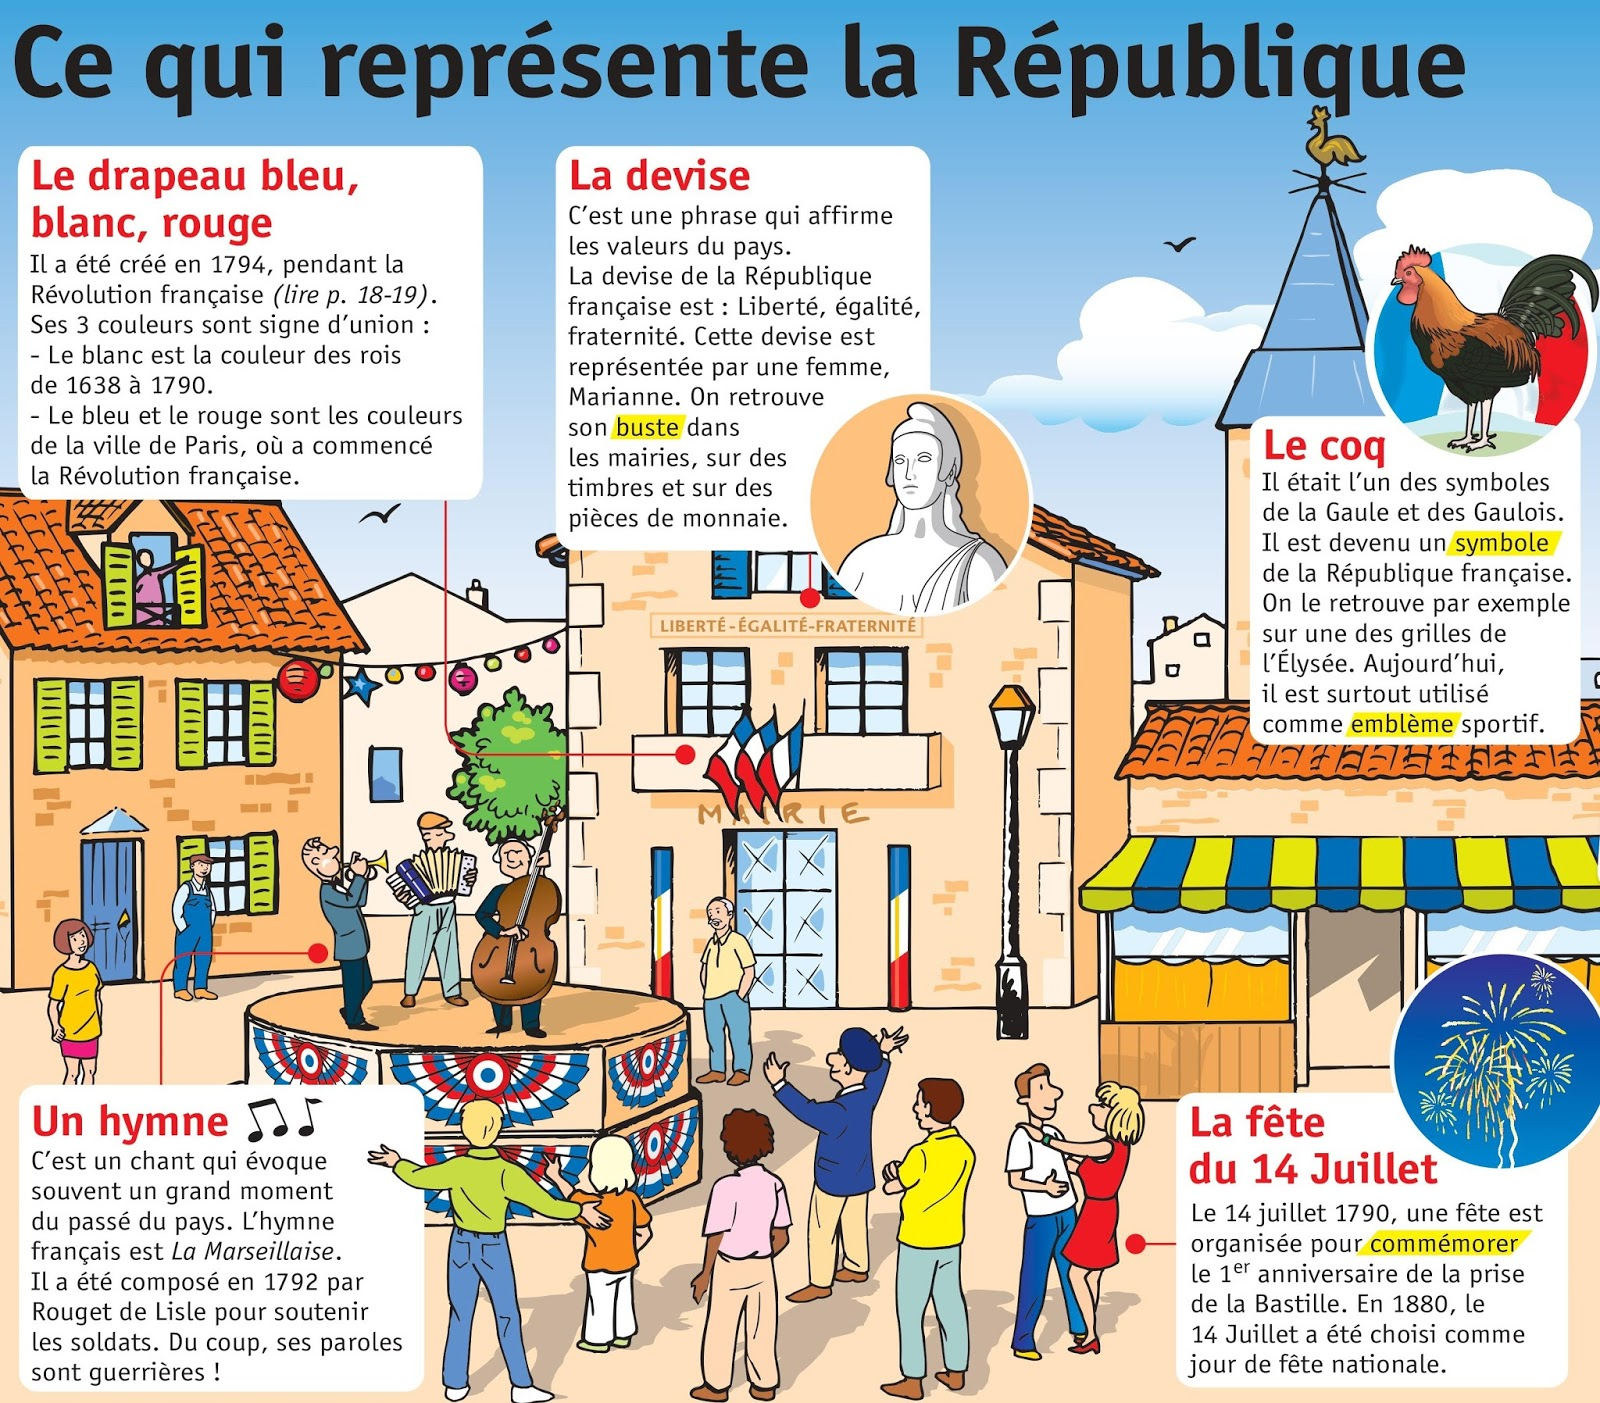 Ce qui représente la République
Le drapeau bleu,
blanc, rouge
Il a été créé en 1794, pendant la
Révolution française (lire p. 18-19).
Ses 3 couleurs sont signe d'union :
- Le blanc est la couleur des rois
de 1638 à 1790.
- Le bleu et le rouge sont les couleurs
de la ville de Paris, où a commencé
la Révolution française.
La devise
C'est une phrase qui affirme
les valeurs du pays.
La devise de la République
française est : Liberté, égalité,
fraternité. Cette devise est
représentée par une femme,
Marianne. On retrouve
son buste dans
les mairies, sur des
timbres et sur des
pièces de monnaie.
Le coq
Il était l'un des symboles
de la Gaule et des Gaulois.
Il est devenu un symbole
de la République française.
On le retrouve par exemple
sur une des grilles de
l'Élysée. Aujourd'hui,
il est surtout utilisé
comme emblème sportif.
LIBERTÉ-ÉGALITÉ-FRATERNITÉ
MAIRIE
Un hymne
C'est un chant qui évoque
souvent un grand moment
du passé du pays. L'hymne
français est La Marseillaise.
Il a été composé en 1792 par
Rouget de Lisle pour soutenir
les soldats. Du coup, ses paroles
sont guerrières !
La fête
du 14 Juillet
Le 14 juillet 1790, une fête est
organisée pour commémorer
le 1er anniversaire de la prise
de la Bastille. En 1880, le
14 Juillet a été choisi comme
jour de fête nationale.